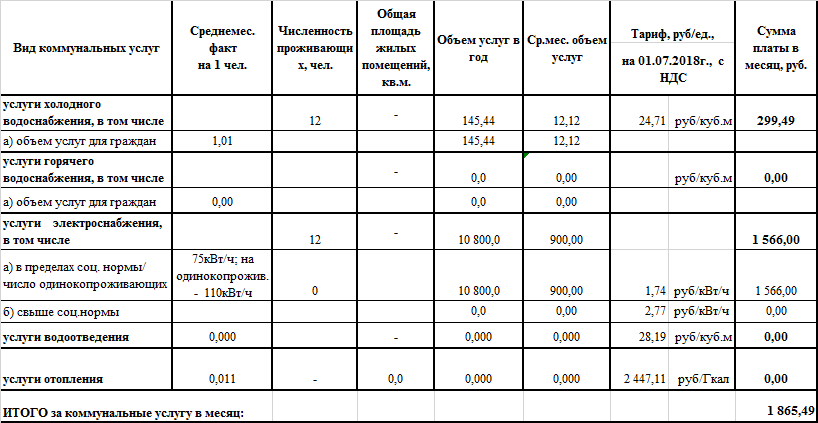 Вид коммунальных услуг
Среднемес.
факт
на 1 чел.
Численность
проживающи
х, чел.
Общая
площадь
жилых
помещений,
кв.м.
Объем услуг в
год
Ср.мес. объем
услуг
Тариф, руб/ед.,
на 01.07.2018г., с
НДС
Сумма
платы в
месяц, руб.
услуги холодного
водоснабжения, в том числе
12
-
145,44
12,12
24,71 руб/куб.м
299,49
а) объем услуг для граждан
1,01
145,44
12,12
услуги горячего
водоснабжения, в том числе
-
0,0
0,00
руб/куб.м
0,00
а) объем услуг для граждан
0,00
0,0
0,00
услуги электроснабжения,
в том числе
12
-
10 800,0
900,00
1 566,00
а) в пределах соц. нормы/
число одинокопроживающих
75кВт/ч; на
одинокопрожив.
- 110кВт/ч
0
10 800,0
900,00
1,74 руб/кВт/ч
1 566,00
б) свыше соц.нормы
0,0
0,00
2,77 руб/кВт/ч
0,00
услуги водоотведения
0,000
-
0,000
0,000
28,19 руб/куб.м
0,00
услуги отопления
0,011
-
0,0
0,000
0,000
2 447,11 руб/Гкал
0,00
ИТОГО за коммунальные услугу в месяц:
1 865,49